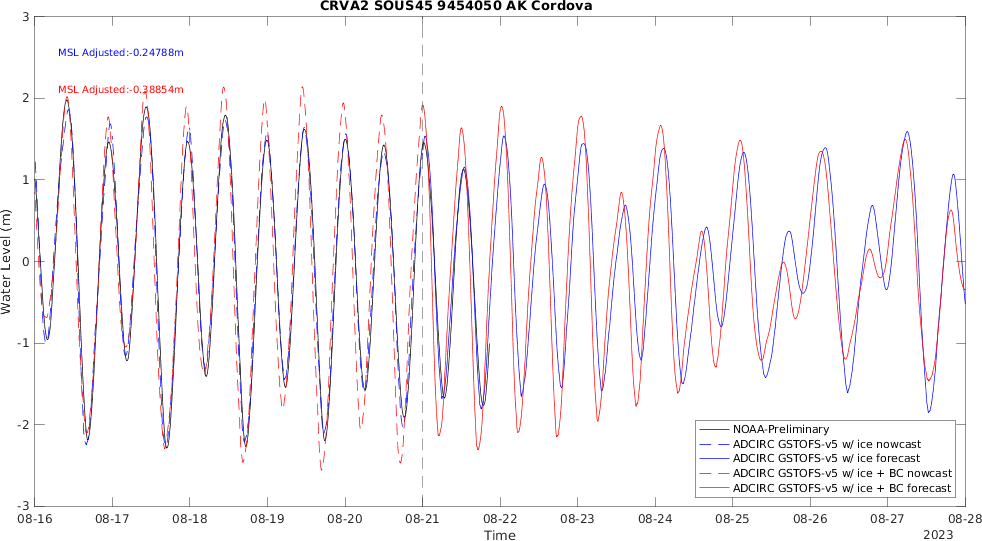 CRVA2 SOUS45 9454050 AK Cordova
MSL Adjusted:-0.24788m
MSL Adjusted:-0.38854m
Water Level (m)
3
2
1
0
-1
-2
-3
NOAA-Preliminary
ADCIRC GSTOFS-v5 w/ ice nowcast
ADCIRC GSTOFS-v5 w/ ice forecast
ADCIRC GSTOFS-v5 w/ ice + BC nowcast
ADCIRC GSTOFS-v5 w/ ice + BC forecast
08-16 08-17 08-18 08-19 08-20 08-21 08-22 08-23 08-24 08-25 08-26 08-27 08-28
Time
2023